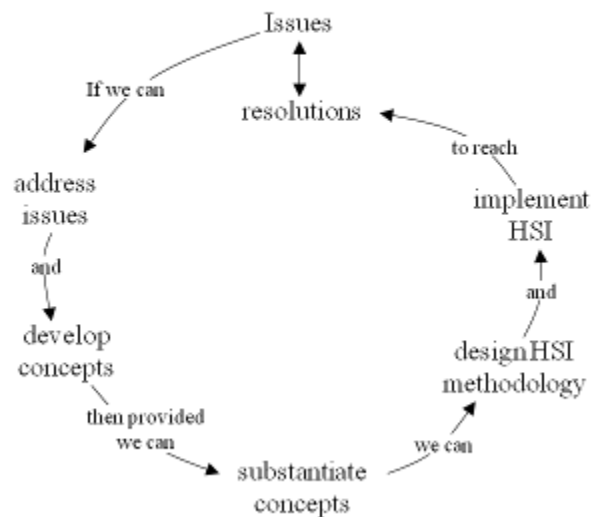 Issues
If we can
address
issues
and
develop
concepts
then provided
we can
substantiate
concepts
we can
design HSI
methodology
and
implement
HSI
to reach
resolutions